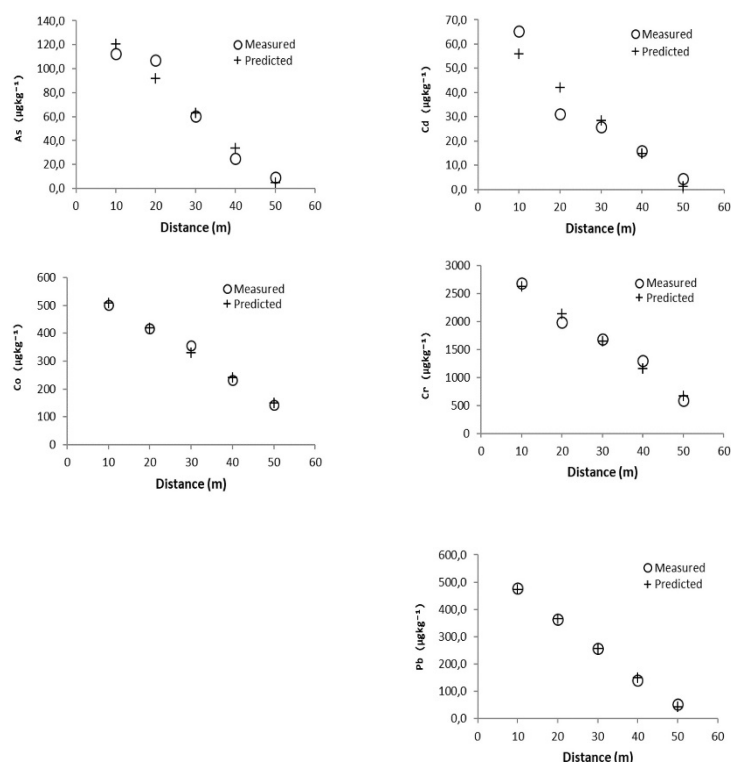 140,0
120,0
100,0
80,0
60,0
40,0
20,0
0,0
As (µgkg⁻¹)
Measured
Predicted
0 10 20 30 40 50 60
Distance (m)
70,0
60,0
50,0
40,0
30,0
20,0
10,0
0,0
Cd (µgkg⁻¹)
Measured
Predicted
0 10 20 30 40 50 60
Distance (m)
600
500
400
300
200
100
0
Co (µgkg⁻¹)
Measured
Predicted
0 10 20 30 40 50 60
Distance (m)
3000
2500
2000
1500
1000
500
0
Cr (µgkg⁻¹)
Measured
Predicted
0 10 20 30 40 50 60
Distance (m)
600,0
500,0
400,0
300,0
200,0
100,0
0,0
Pb (µgkg⁻¹)
Measured
Predicted
0 10 20 30 40 50 60
Distance (m)